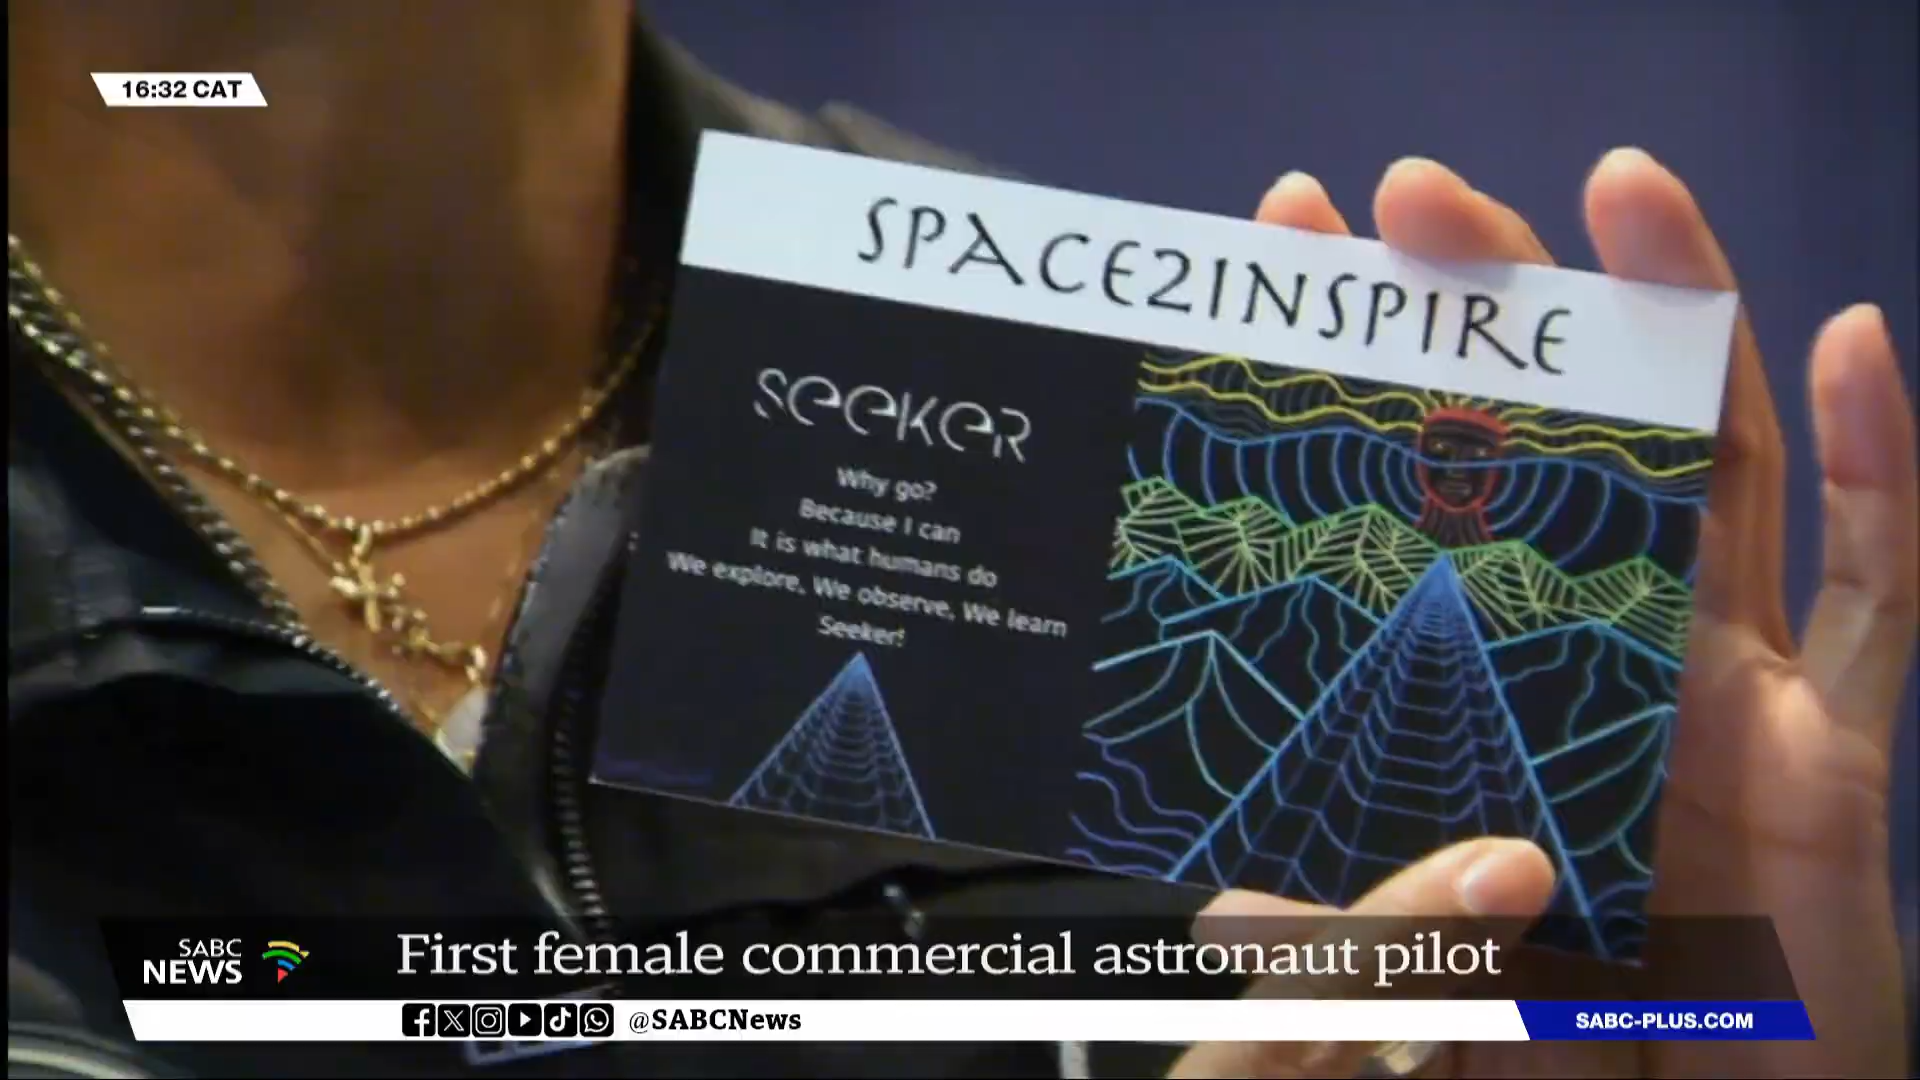 16:32 CAT
SPACE2INSPIRE
SEEKER
Why go?
Because I can
It is what humans do
We explore, We observe, We learn
Seeker!
SABC NEWS
First female commercial astronaut pilot
@SABCNews
SABC-PLUS.COM